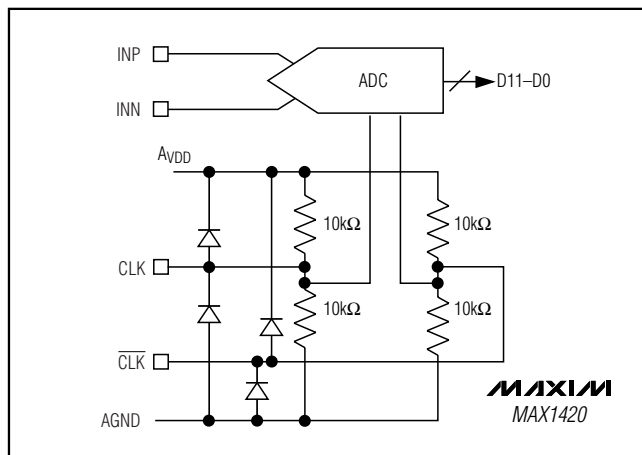 INP
ADC
D11–D0
INN
AVDD
10kΩ
10kΩ
CLK
10kΩ
10kΩ
CLK
MAXIM
MAX1420
AGND